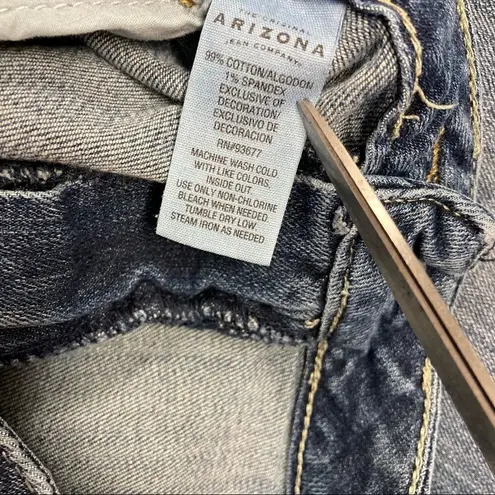 THE ORIGINAL
ARIZONA
JEAN COMPANY
99% COTTON/ALGODON
1% SPANDEX
EXCLUSIVE OF
DECORATION/
EXCLUSIVO DE
DECORACION
RN#93677
MACHINE WASH COLD
WITH LIKE COLORS,
INSIDE OUT.
USE ONLY NON-CHLORINE
BLEACH WHEN NEEDED
TUMBLE DRY LOW.
STEAM IRON AS NEEDED